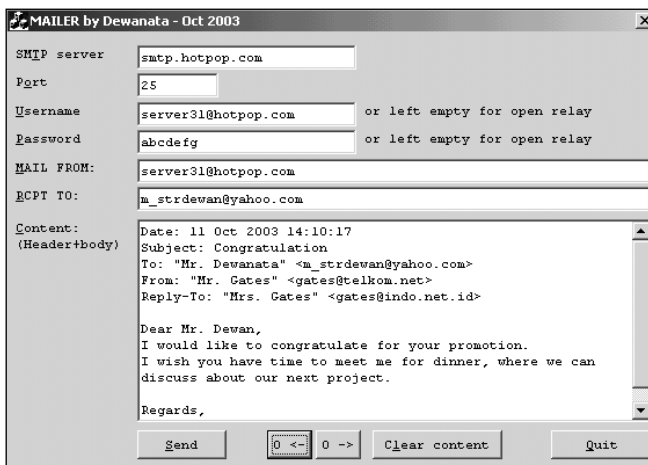 MAILER by Dewanata - Oct 2003
SMTP server smtp.hotpop.com
Port 25
Username server31@hotpop.com or left empty for open relay
Password abcdefg or left empty for open relay
MAIL FROM: server31@hotpop.com
RCPT TO: m_strdewan@yahoo.com
Content:
(Header+body)
Date: 11 Oct 2003 14:10:17
Subject: Congratulation
To: "Mr. Dewanata" <m_strdewan@yahoo.com>
From: "Mr. Gates" <gates@telkom.net>
Reply-To: "Mrs. Gates" <gates@indo.net.id>
Dear Mr. Dewan,
I would like to congratulate for your promotion.
I wish you have time to meet me for dinner, where we can
discuss about our next project.
Regards,
Send 0 <- 0 -> Clear content Quit